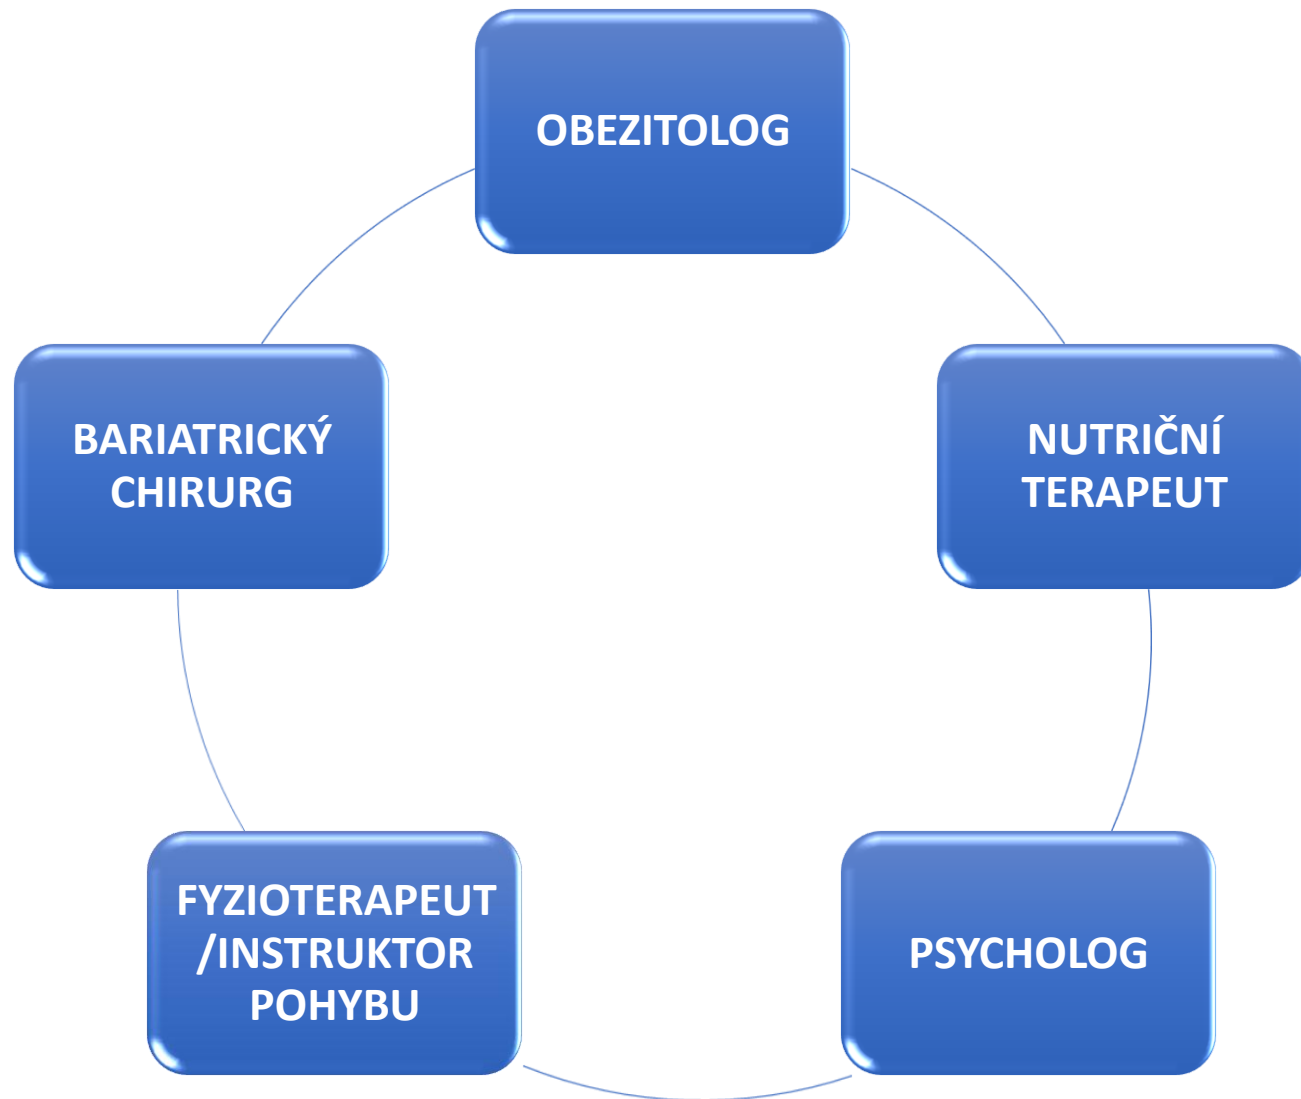 OBEZITOLOG
BARIATRICKÝ
CHIRURG
NUTRIČNÍ
TERAPEUT
FYZIOTERAPEUT
/INSTRUKTOR
POHYBU
PSYCHOLOG